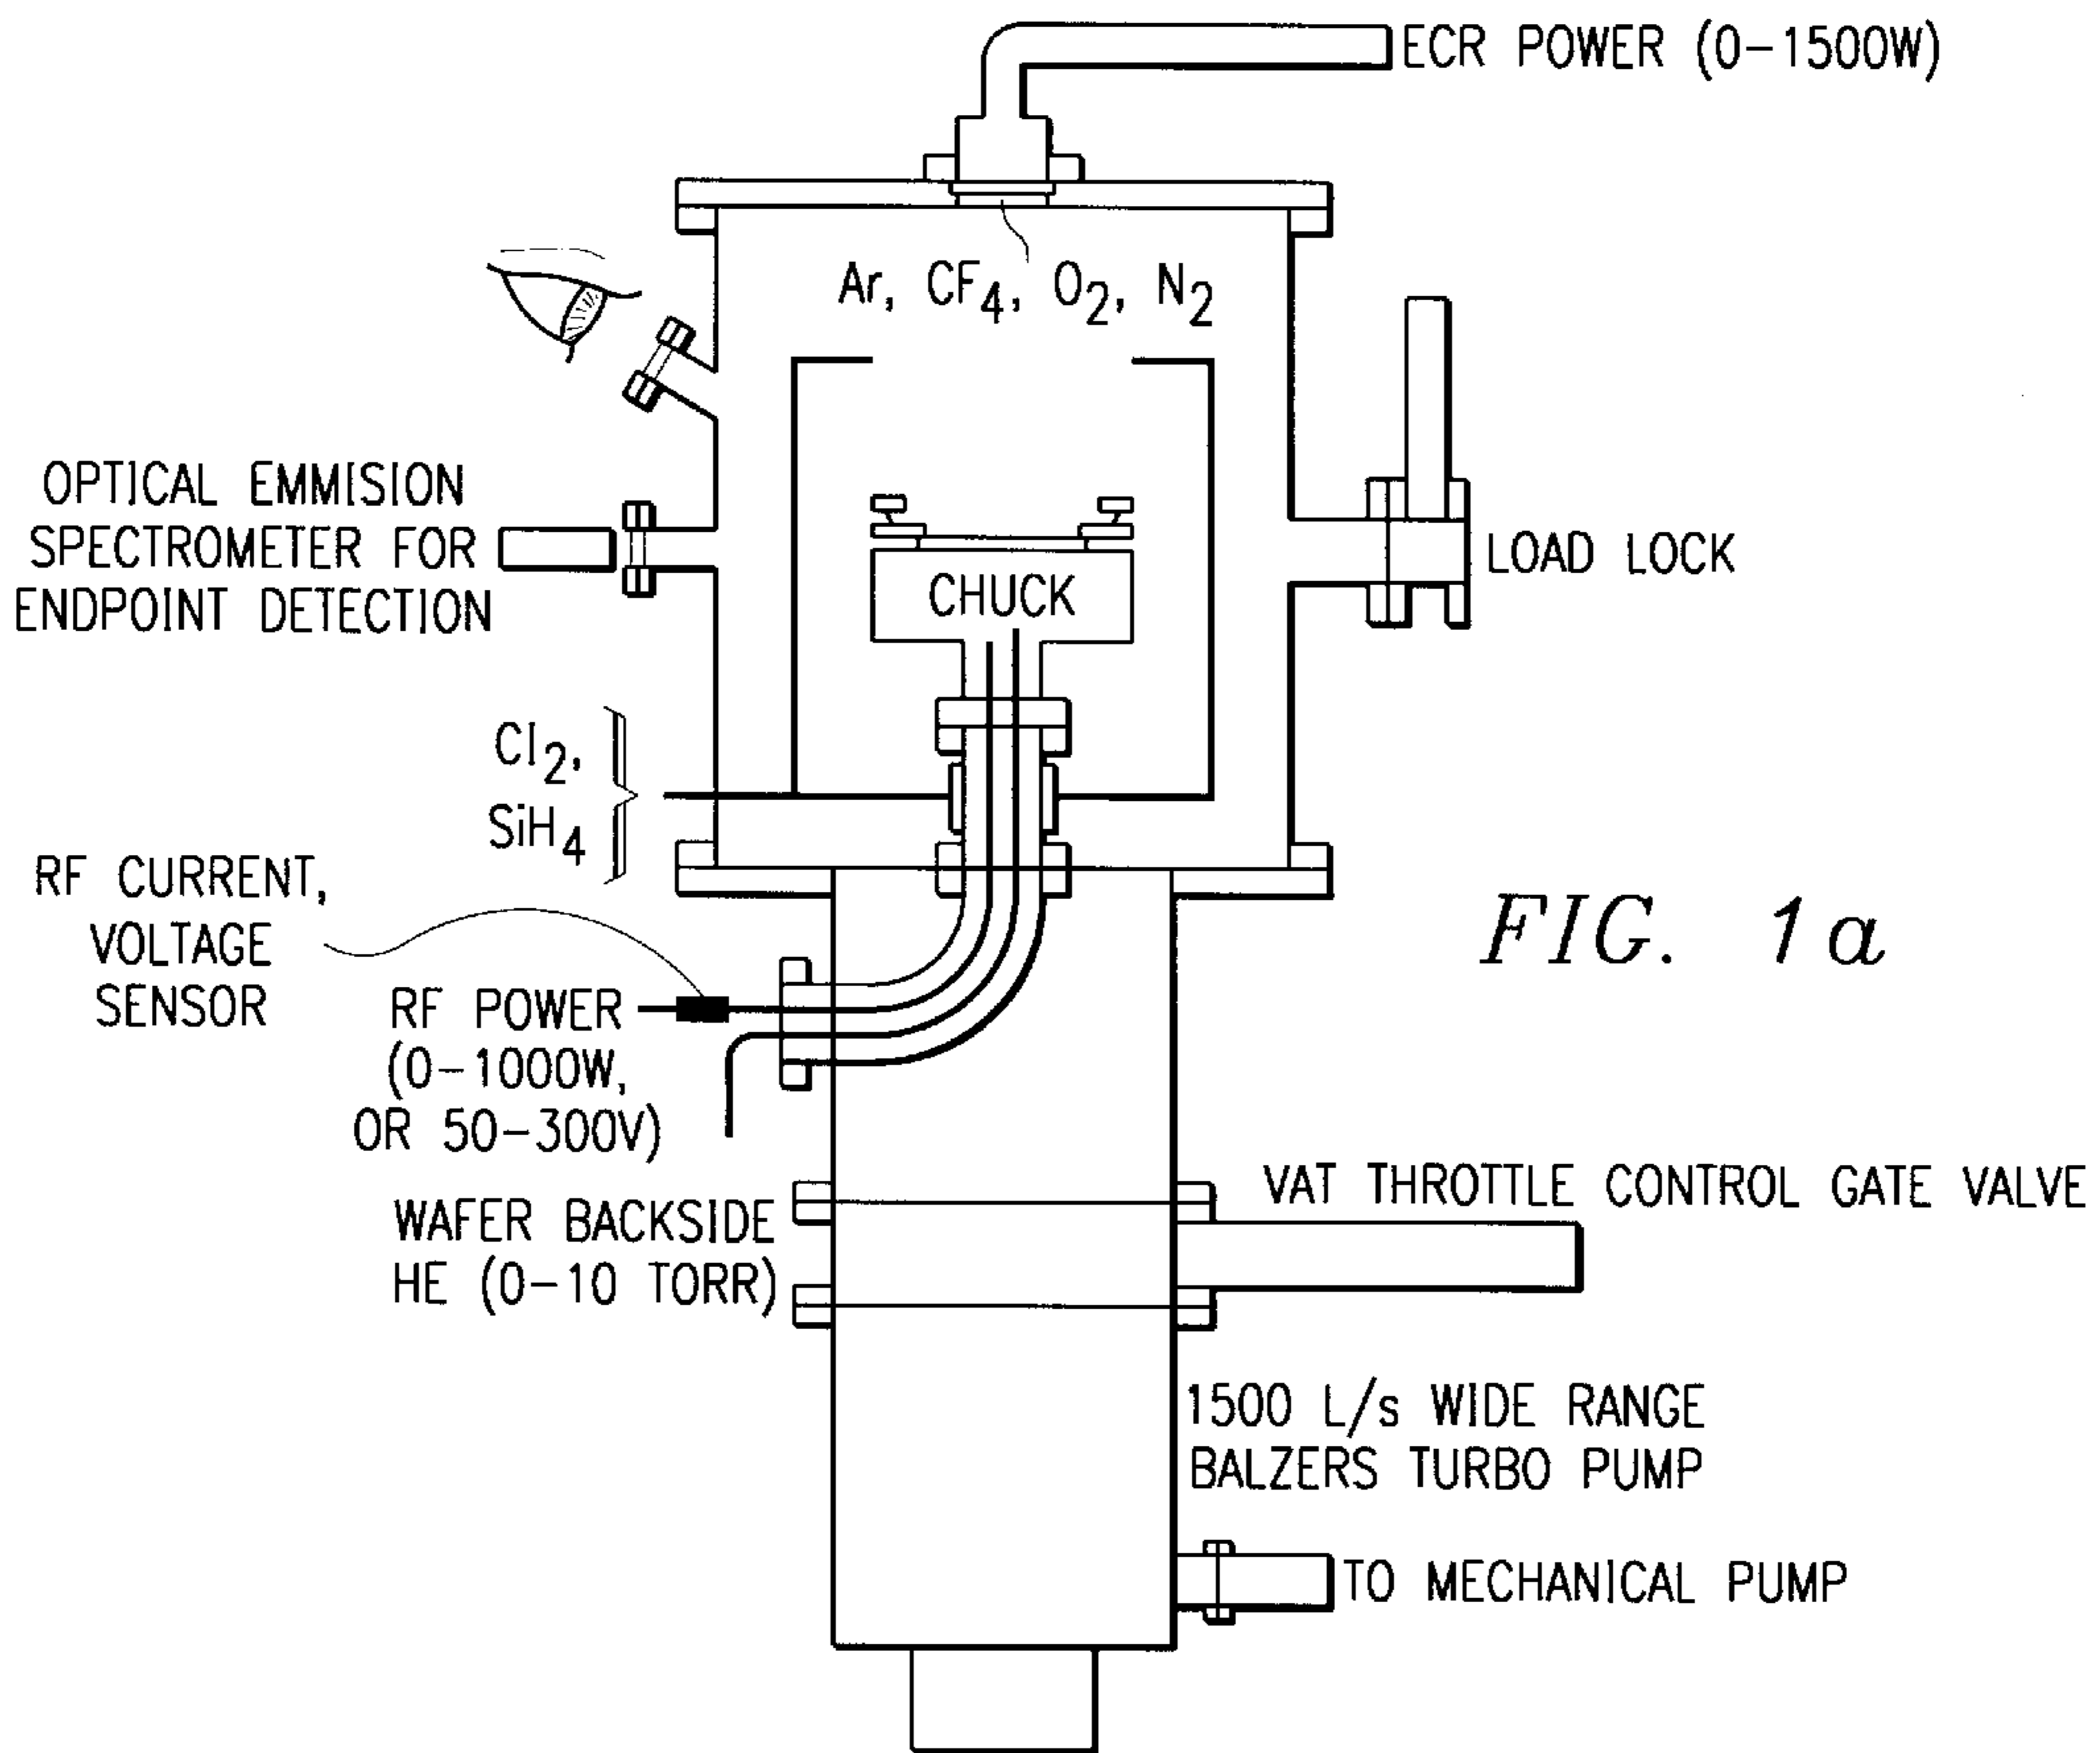 ECR POWER (0-1500W)
Ar, CF4, O2, N2
OPTICAL EMMISION
SPECTROMETER FOR
ENDPOINT DETECTION
LOAD LOCK
CHUCK
Cl2,
SiH4
RF CURRENT,
VOLTAGE
SENSOR
RF POWER
(0-1000W,
OR 50-300V)
FIG. 1a
WAFER BACKSIDE
HE (0-10 TORR)
VAT THROTTLE CONTROL GATE VALVE
1500 L/s WIDE RANGE
BALZERS TURBO PUMP
TO MECHANICAL PUMP